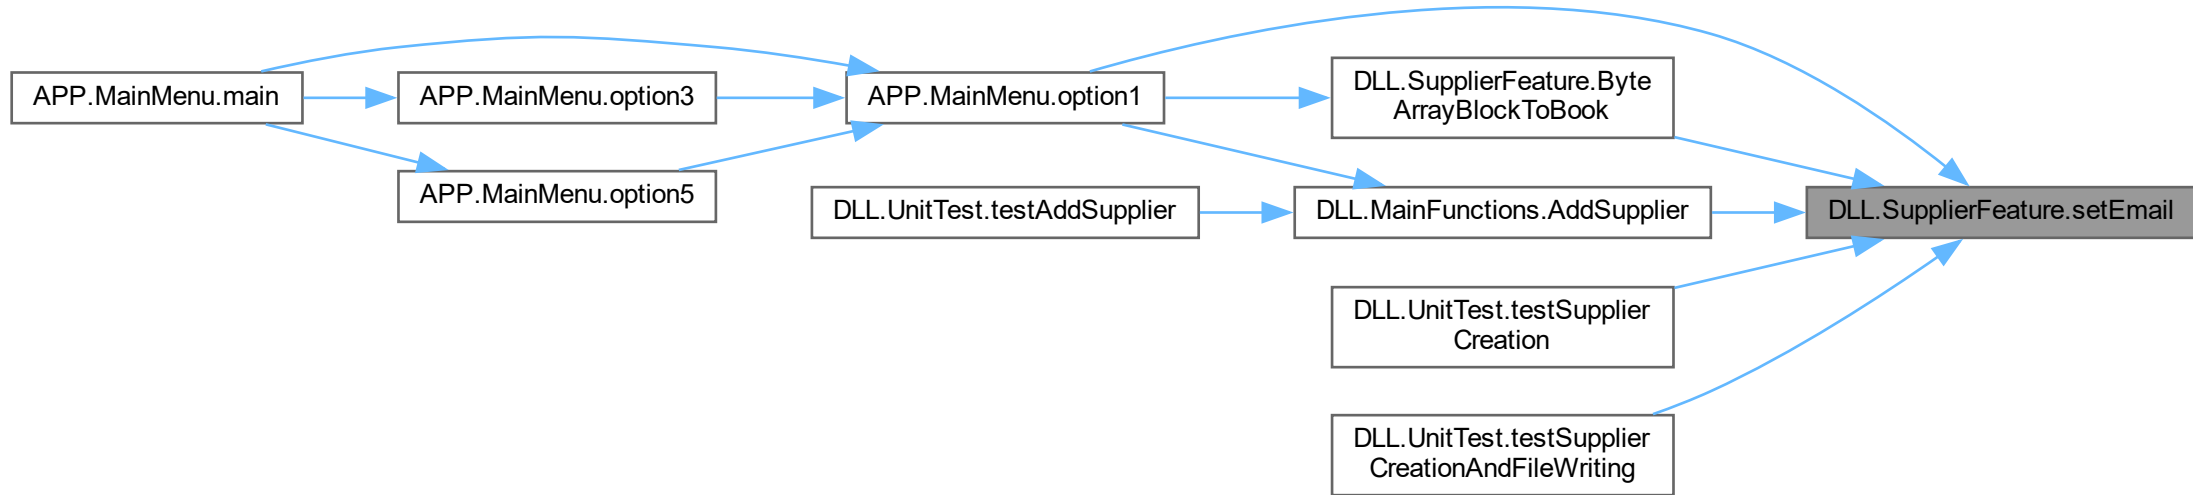 APP.MainMenu.main
APP.MainMenu.option3
APP.MainMenu.option5
APP.MainMenu.option1
DLL.UnitTest.testAddSupplier
DLL.SupplierFeature.Byte
ArrayBlockToBook
DLL.MainFunctions.AddSupplier
DLL.UnitTest.testSupplier
Creation
DLL.UnitTest.testSupplier
CreationAndFileWriting
DLL.SupplierFeature.setEmail